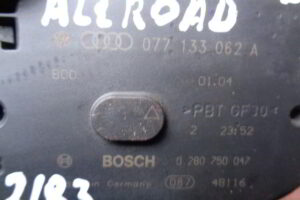 ALLROAD
077 133 062 A
BCO
01.04
>PBT GF30<
2 23:52
BOSCH 0 280 750 047
Germany 087 48116
2183